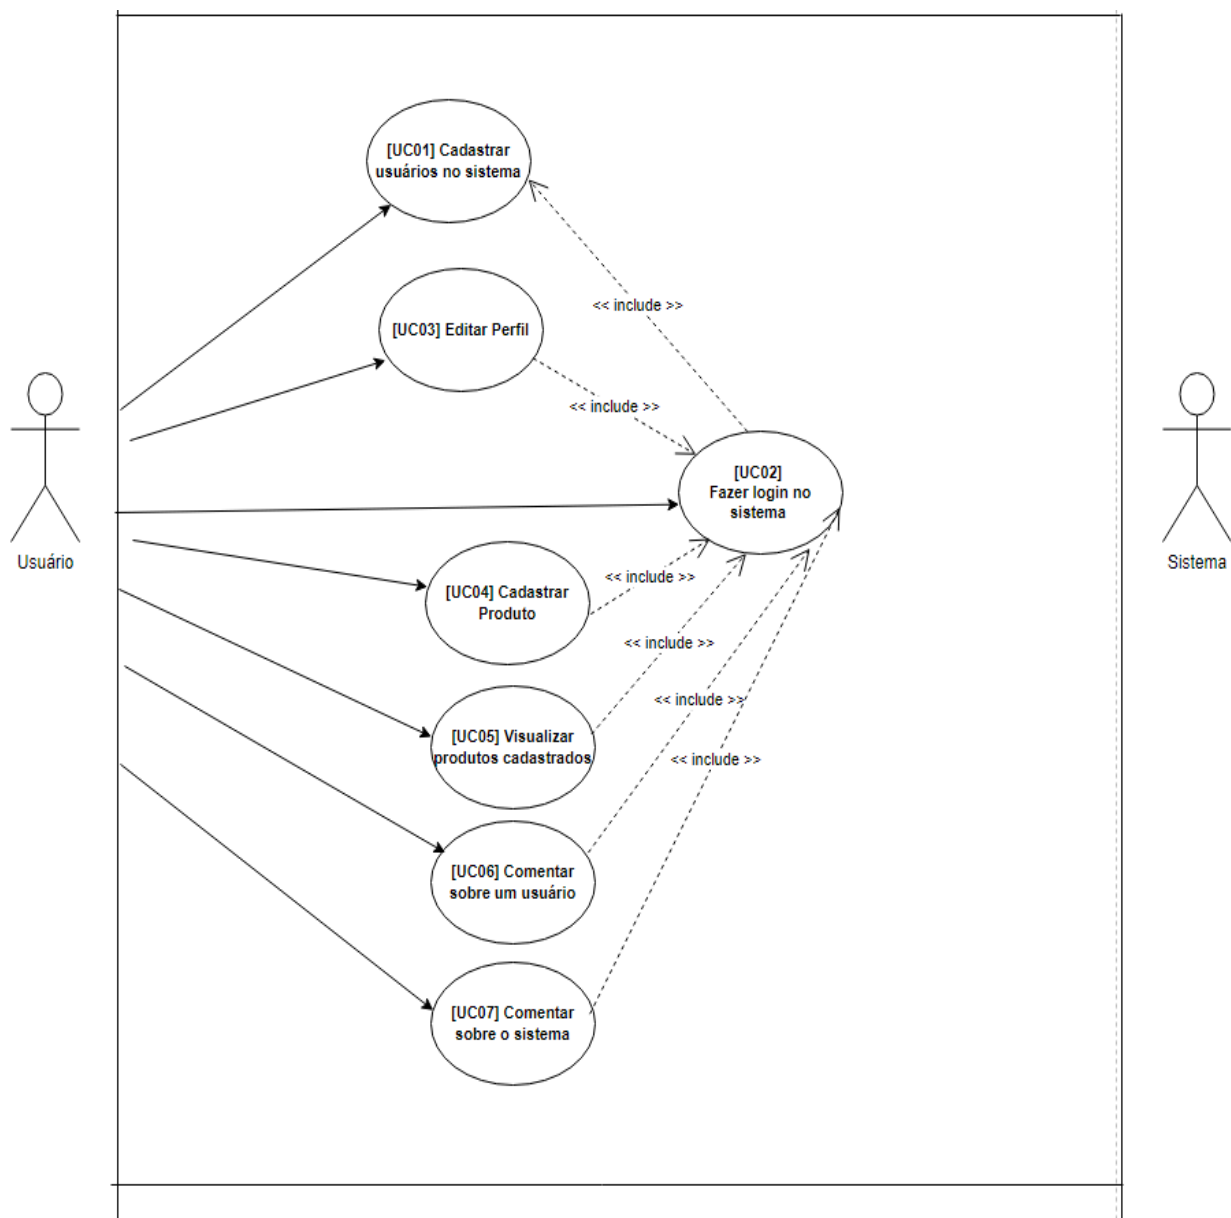 [UC01] Cadastrar
usuários no sistema
<< include >>
[UC03] Editar Perfil
<< include >>
[UC02]
Fazer login no
sistema
Usuário
Sistema
<< include >>
[UC04] Cadastrar
Produto
<< include >>
<< include >>
[UC05] Visualizar
produtos cadastrados
<< include >>
[UC06] Comentar
sobre um usuário
[UC07] Comentar
sobre o sistema